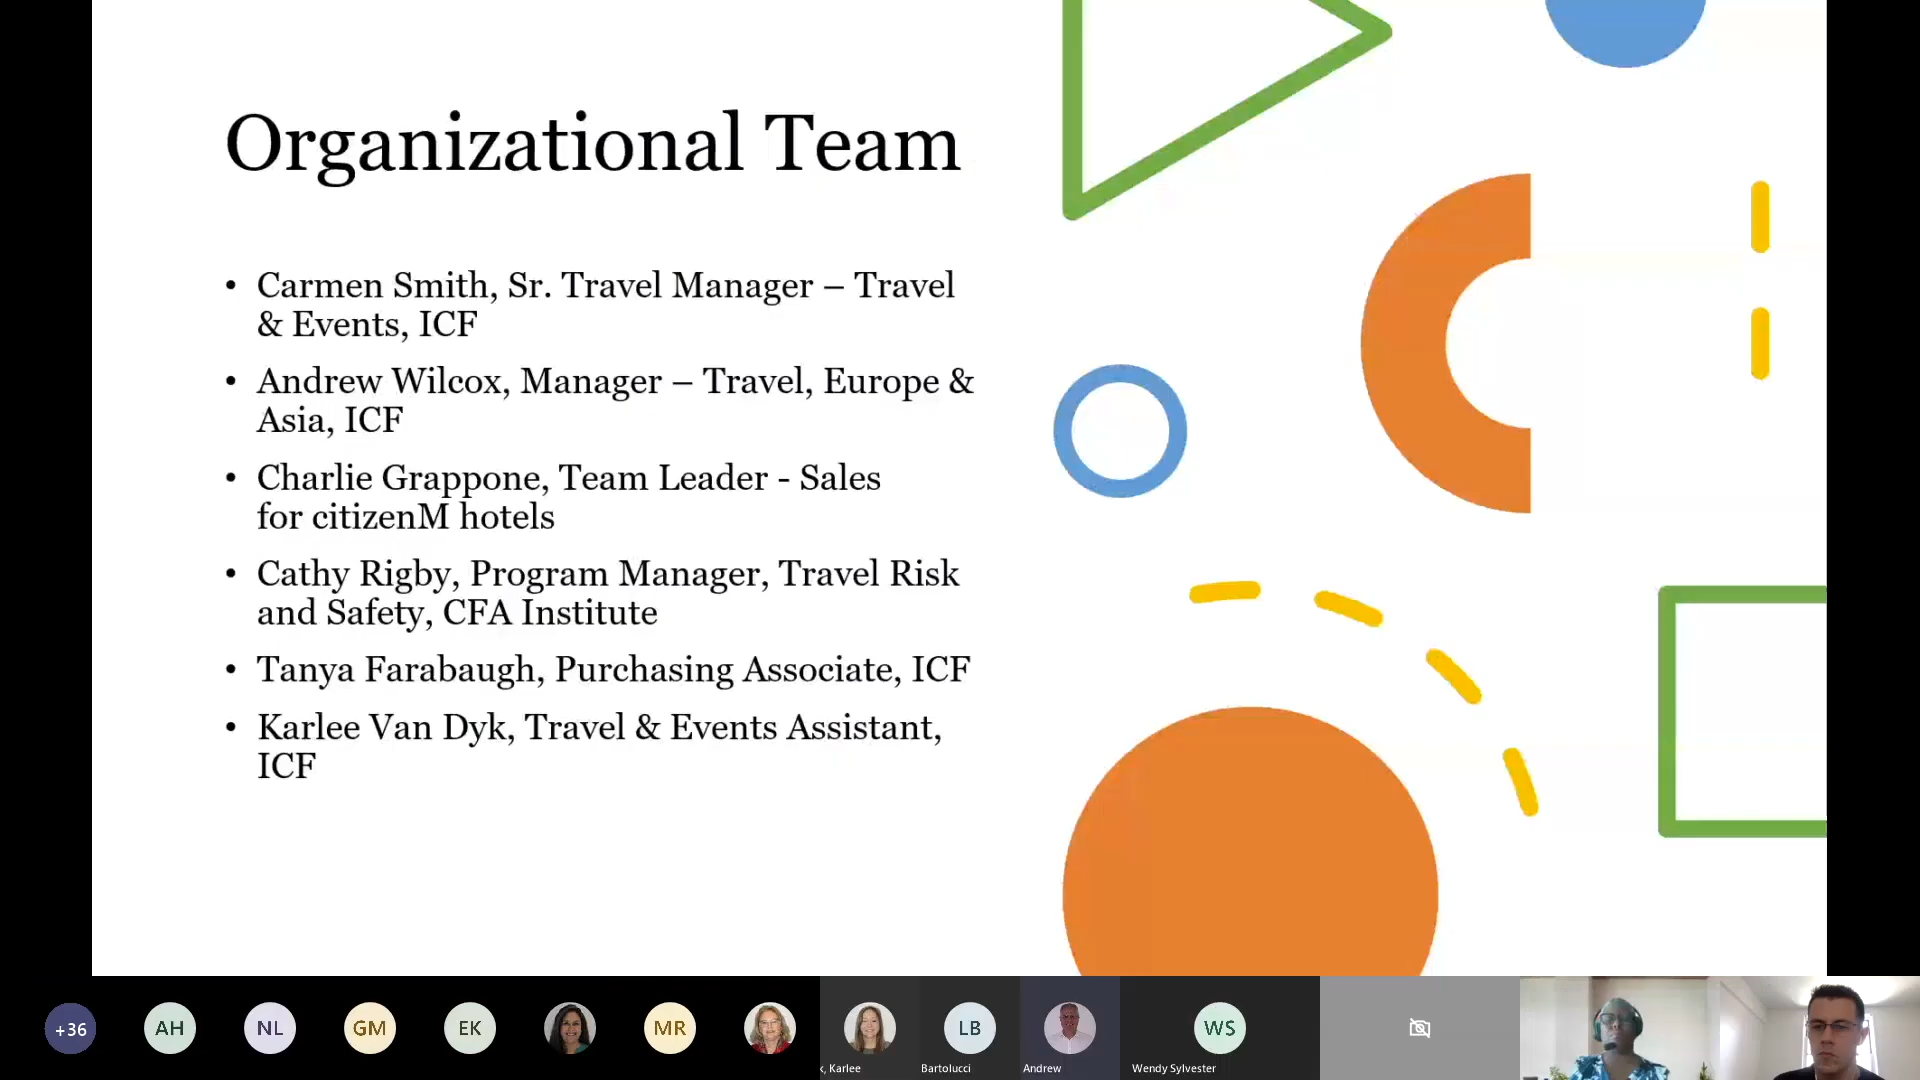 Organizational Team
• Carmen Smith, Sr. Travel Manager – Travel
& Events, ICF
• Andrew Wilcox, Manager – Travel, Europe &
Asia, ICF
• Charlie Grappone, Team Leader - Sales
for citizenM hotels
• Cathy Rigby, Program Manager, Travel Risk
and Safety, CFA Institute
• Tanya Farabaugh, Purchasing Associate, ICF
• Karlee Van Dyk, Travel & Events Assistant,
ICF
+36
AH
NL
GM
EK
MR
LB
WS
k, Karlee
Bartolucci
Andrew
Wendy Sylvester